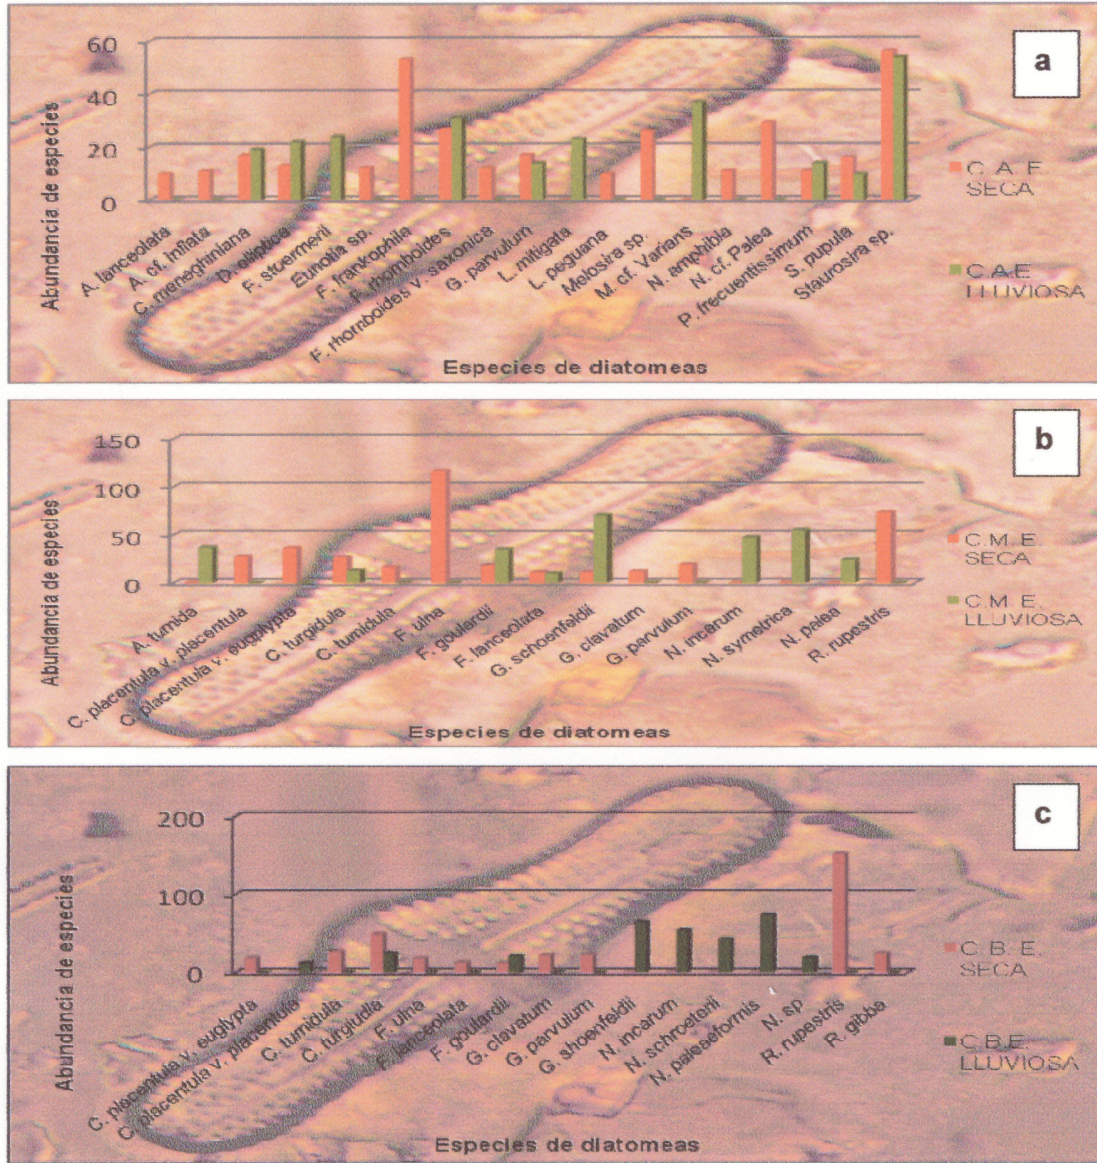 a
60
40
20
0
Abundancia de especies
A. lanceolata
A. cf. Inflata
C. meneghiniana
D. elliptica
F. stoermerii
Eunotia sp.
F. frankophila
F. rhomboides
F. rhomboides v. saxonica
G. parvulum
L. mitigata
L. peguana
Melosira sp.
M. cf. Varians
N. amphibia
N. cf. Palea
P. frecuentissimum
S. pupula
Staurosira sp.
Especies de diatomeas
C. A. E.
SECA
C.A.E.
LLUVIOSA
b
150
100
50
0
Abundancia de especies
A. tumida
C. placentula v. placentula
C. placentula v. euglypta
C. turgidula
C. tumidula
F. ulna
F. goulardii
F. lanceolata
G. schoenfeldii
G. clavatum
G. parvulum
N. incarum
N. symetrica
N. palea
R. rupestris
Especies de diatomeas
C.M.E.
SECA
C.M.E.
LLUVIOSA
c
200
100
0
Abundancia de especies
C. placentula v. euglypta
C. placentula v. placentula
C. tumidula
C. turgiudla
F. ulna
F. lanceolata
F. goulardii
G. clavatum
G. parvulum
G. shoenfeldii
N. incarum
N. schroeterii
N. paleaeformis
N. sp
R. rupestris
R. gibba
Especies de diatomeas
C.B.E.
SECA
C.B.E.
LLUVIOSA